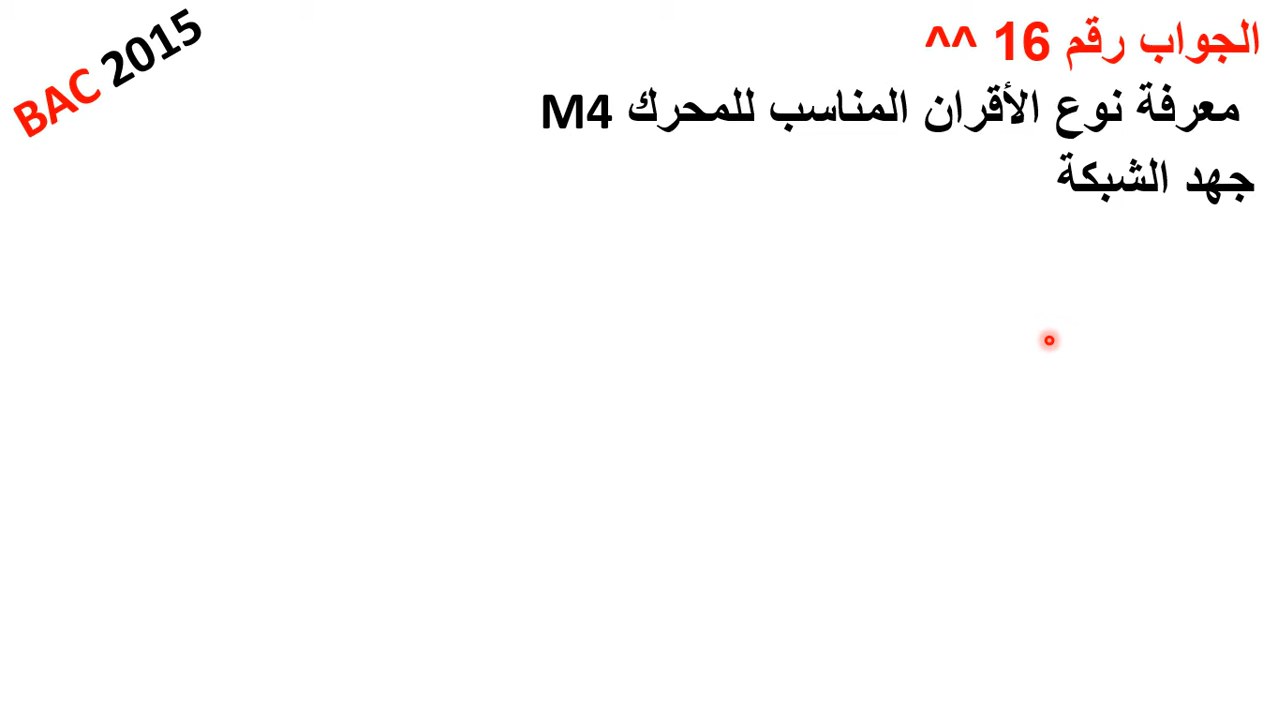 الجواب رقم 16 ^^
BAC 2015
معرفة نوع الأقران المناسب للمحرك M4
جهد الشبكة